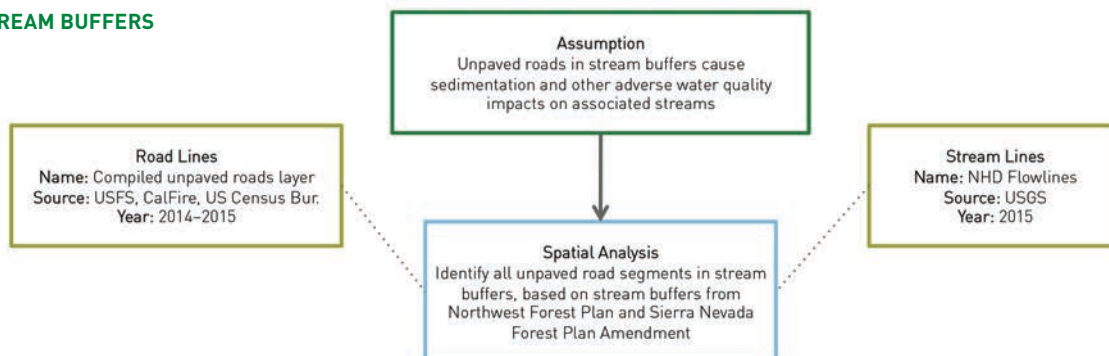 STREAM BUFFERS
Assumption
Unpaved roads in stream buffers cause
sedimentation and other adverse water quality
impacts on associated streams
Road Lines
Name: Compiled unpaved roads layer
Source: USFS, CalFire, US Census Bur.
Year: 2014–2015
Stream Lines
Name: NHD Flowlines
Source: USGS
Year: 2015
Spatial Analysis
Identify all unpaved road segments in stream
buffers, based on stream buffers from
Northwest Forest Plan and Sierra Nevada
Forest Plan Amendment